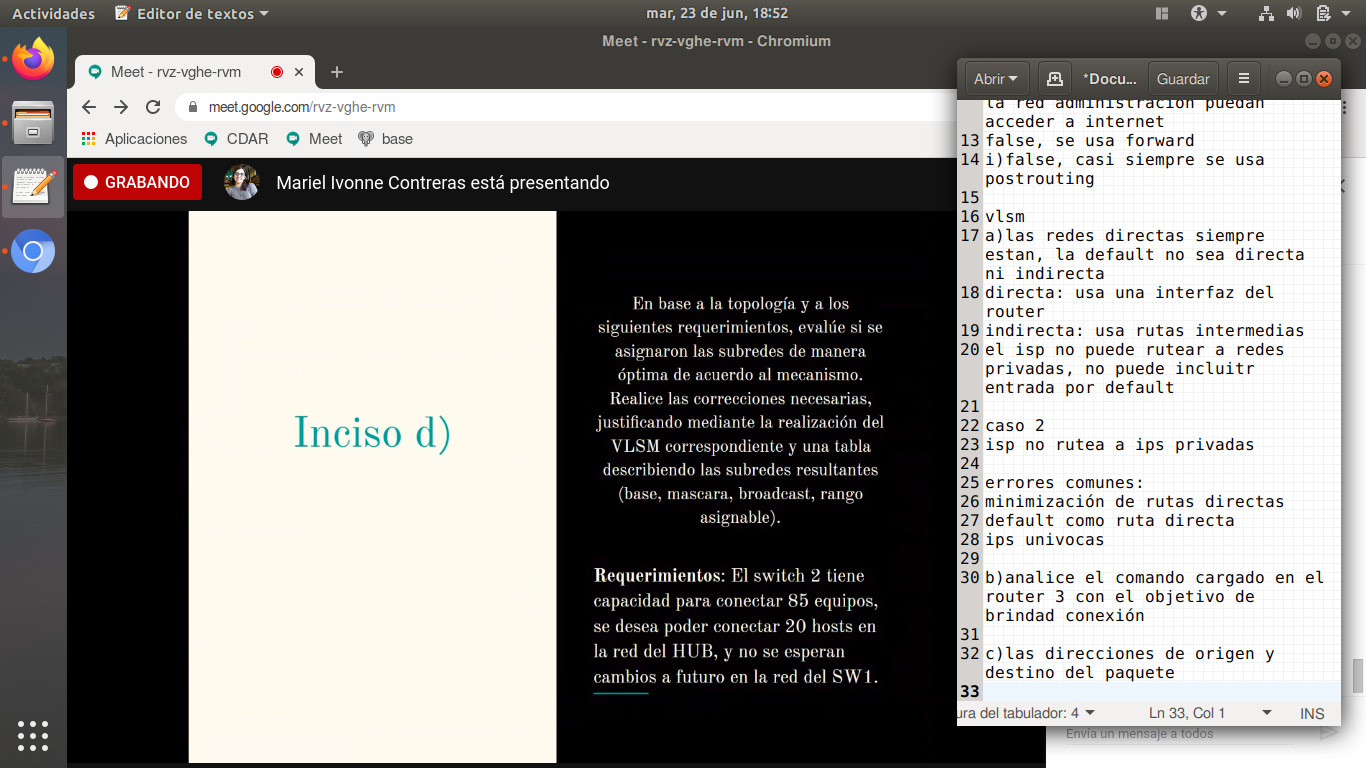 Actividades
Editor de textos
mar, 23 de jun, 18:52
Meet - rvz-vghe-rvm - Chromium
Meet - rvz-vghe-rvm
meet.google.com/rvz-vghe-rvm
Aplicaciones
CDAR
Meet
base
GRABANDO
Mariel Ivonne Contreras está presentando
Inciso d)
En base a la topología y a los
siguientes requerimientos, evalúe si se
asignaron las subredes de manera
óptima de acuerdo al mecanismo.
Realice las correcciones necesarias,
justificando mediante la realización del
VLSM correspondiente y una tabla
describiendo las subredes resultantes
(base, mascara, broadcast, rango
asignable).
Requerimientos: El switch 2 tiene
capacidad para conectar 85 equipos,
se desea poder conectar 20 hosts en
la red del HUB, y no se esperan
cambios a futuro en la red del SW1.
Abrir
*Docu...
Guardar
la red administracion puedan
acceder a internet
13 false, se usa forward
14 i)false, casi siempre se usa
postrouting
15
16 vlsm
17 a)las redes directas siempre
estan, la default no sea directa
ni indirecta
18 directa: usa una interfaz del
router
19 indirecta: usa rutas intermedias
20 el isp no puede rutear a redes
privadas, no puede incluitr
entrada por default
21
22 caso 2
23 isp no rutea a ips privadas
24
25 errores comunes:
26 minimización de rutas directas
27 default como ruta directa
28 ips univocas
29
30 b)analice el comando cargado en el
router 3 con el objetivo de
brindad conexión
31
32 c)las direcciones de origen y
destino del paquete
33
ura del tabulador: 4
Ln 33, Col 1
INS
Envía un mensaje a todos